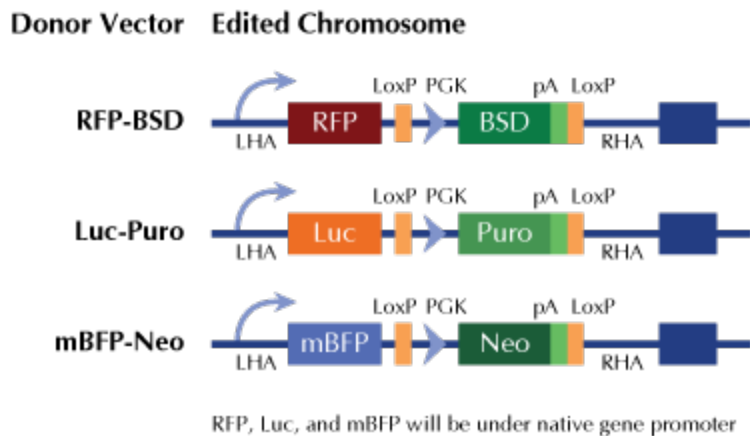 Donor Vector Edited Chromosome
LoxP PGK pA LoxP
RFP-BSD RFP BSD
LHA RHA
LoxP PGK pA LoxP
Luc-Puro Luc Puro
LHA RHA
LoxP PGK pA LoxP
mBFP-Neo mBFP Neo
LHA RHA
RFP, Luc, and mBFP will be under native gene promoter